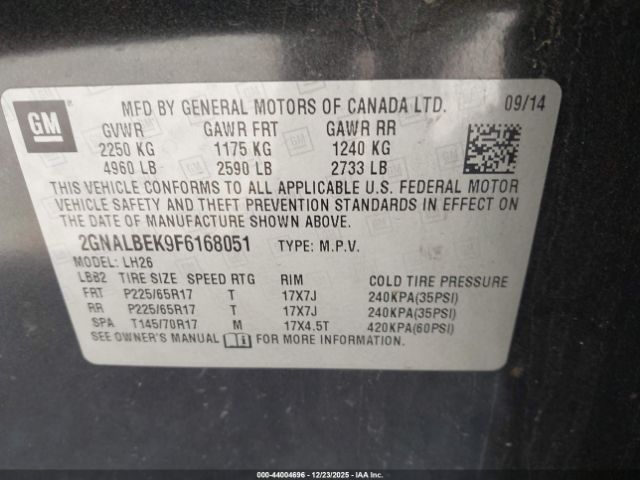 GM
MFD BY GENERAL MOTORS OF CANADA LTD. 09/14
GVWR GAWR FRT GAWR RR
2250 KG 1175 KG 1240 KG
4960 LB 2590 LB 2733 LB
THIS VEHICLE CONFORMS TO ALL APPLICABLE U.S. FEDERAL MOTOR
VEHICLE SAFETY AND THEFT PREVENTION STANDARDS IN EFFECT ON
THE DATE OF MANUFACTURE SHOWN ABOVE.
2GNALBEK9F6168051 TYPE: M.P.V.
MODEL: LH26
LBB2 TIRE SIZE SPEED RTG RIM COLD TIRE PRESSURE
FRT P225/65R17 T 17X7J 240KPA(35PSI)
RR P225/65R17 T 17X7J 240KPA(35PSI)
SPA T145/70R17 M 17X4.5T 420KPA(60PSI)
SEE OWNER'S MANUAL FOR MORE INFORMATION.
000-44004696 12/23/2025 IAA Inc.